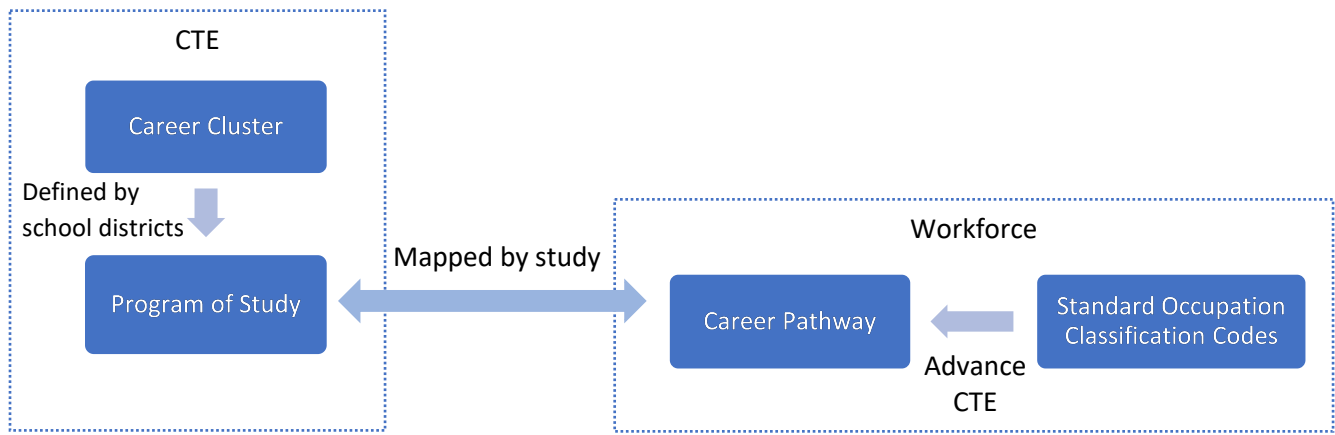 CTE
Career Cluster
Defined by
school districts
Program of Study
Mapped by study
Workforce
Career Pathway
Standard Occupation
Classification Codes
Advance
CTE